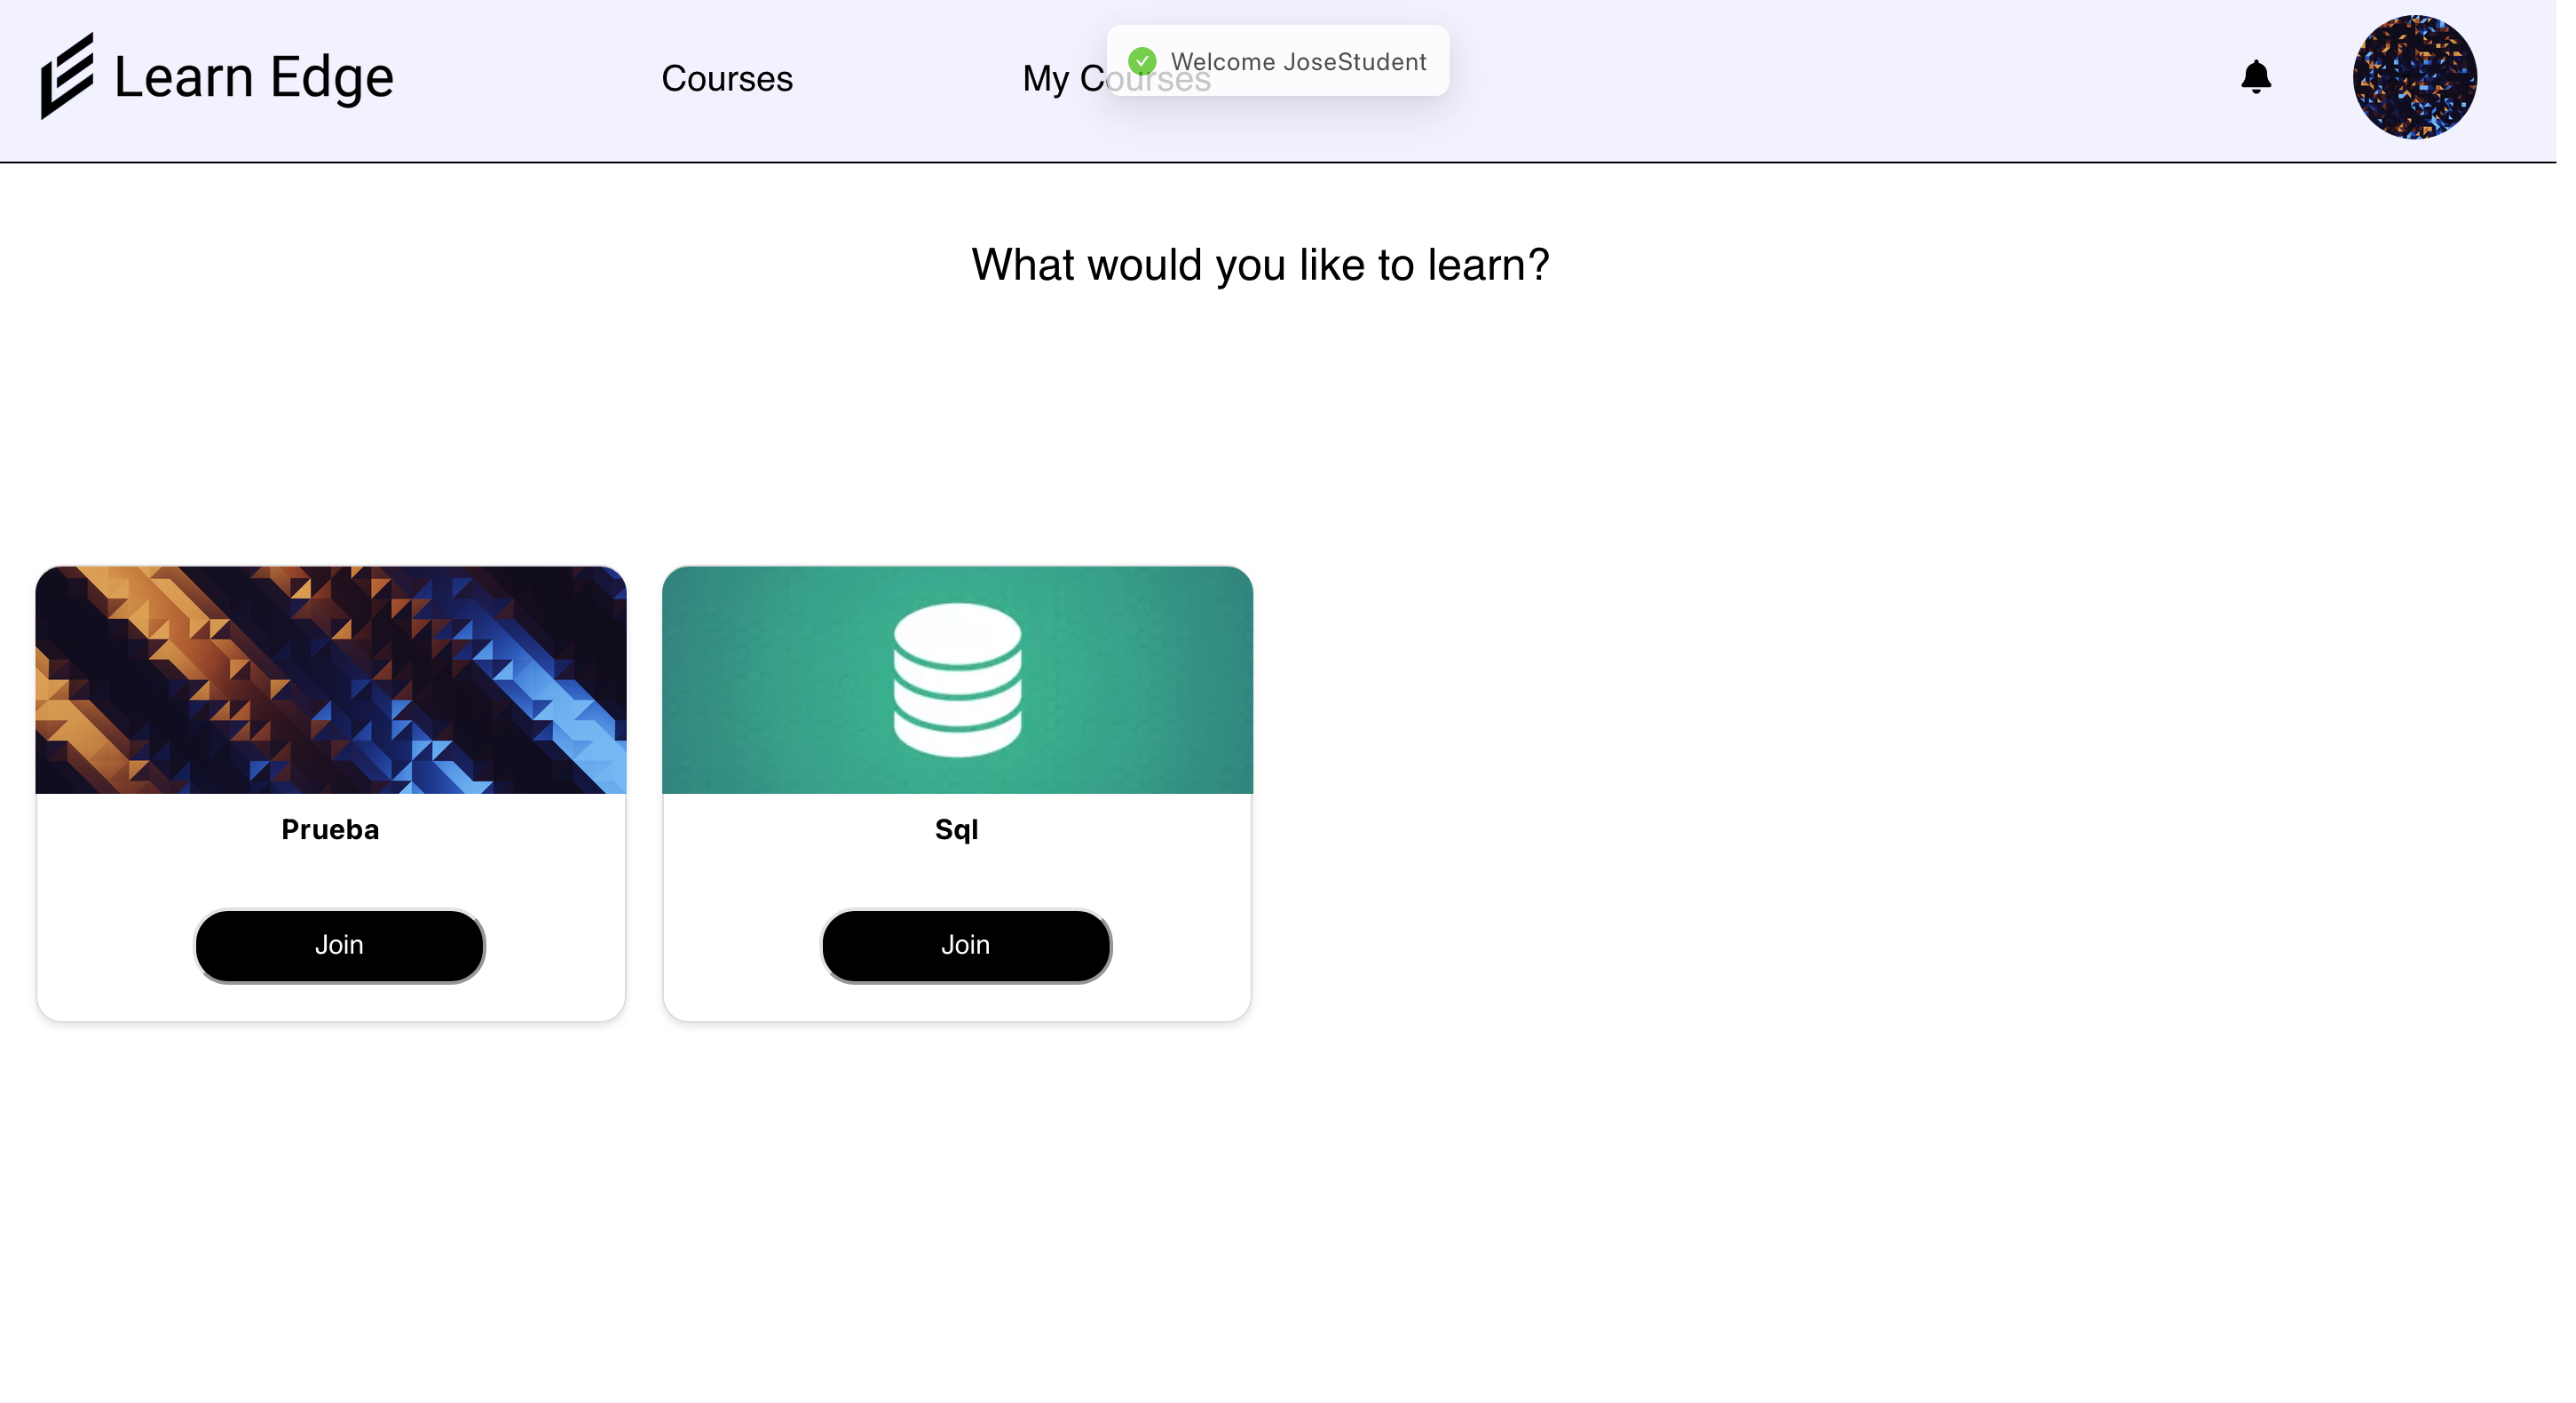 Learn Edge
Courses
My Courses
Welcome JoseStudent
What would you like to learn?
Prueba
Sql
Join
Join